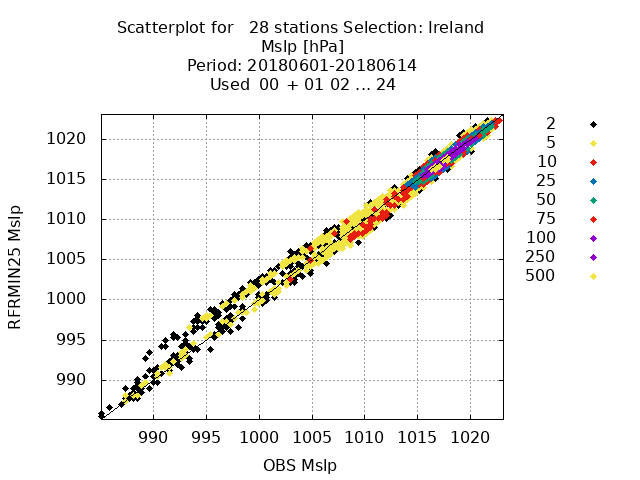 Scatterplot for 28 stations Selection: Ireland
Mslp [hPa]
Period: 20180601-20180614
Used 00 + 01 02 ... 24
RFRMIN25 Mslp
1020
1015
1010
1005
1000
995
990
990 995 1000 1005 1010 1015 1020
OBS Mslp
2
5
10
25
50
75
100
250
500